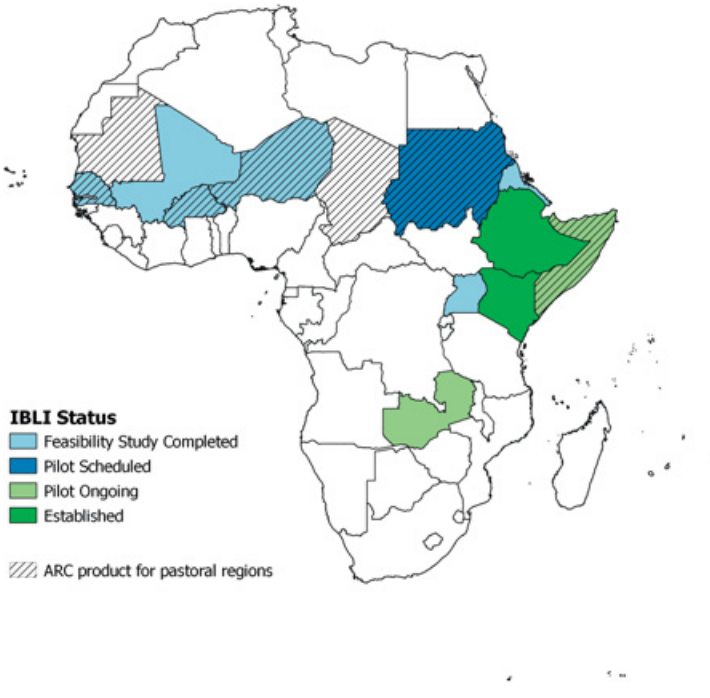 IBLI Status
Feasibility Study Completed
Pilot Scheduled
Pilot Ongoing
Established
ARC product for pastoral regions